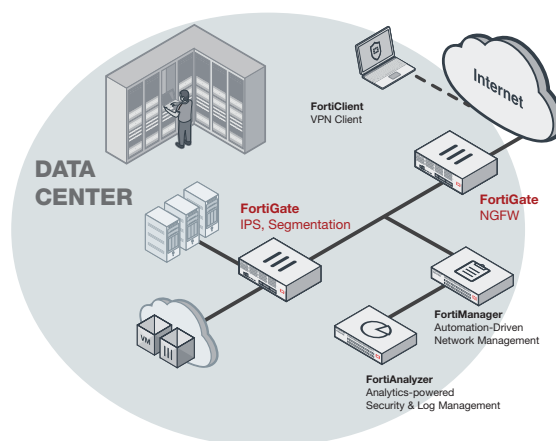 Internet
FortiClient
VPN Client
DATA
CENTER
FortiGate
IPS, Segmentation
FortiGate
NGFW
VM
FortiManager
Automation-Driven
Network Management
FortiAnalyzer
Analytics-powered
Security & Log Management